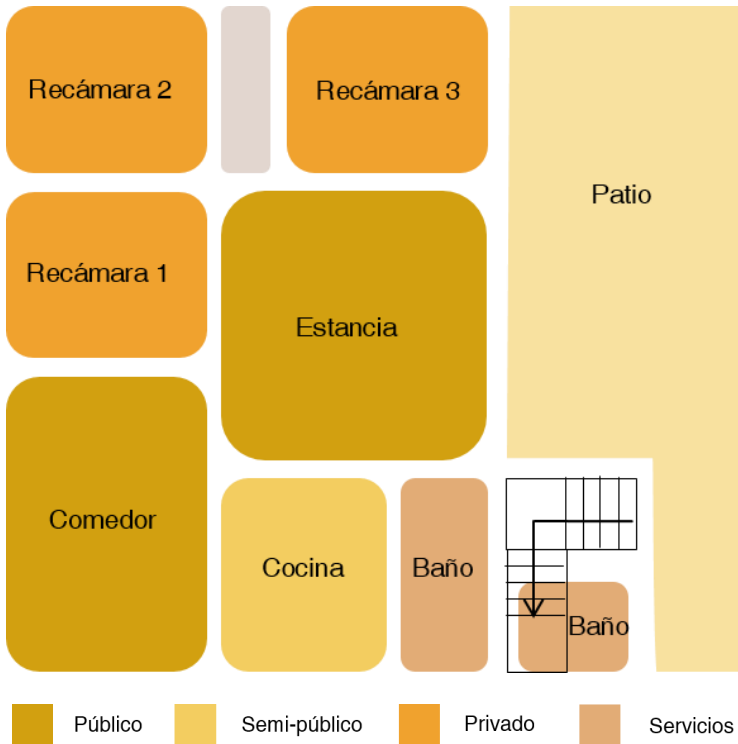 Recámara 2
Recámara 3
Patio
Recámara 1
Estancia
Comedor
Cocina
Baño
Baño
Público
Semi-público
Privado
Servicios